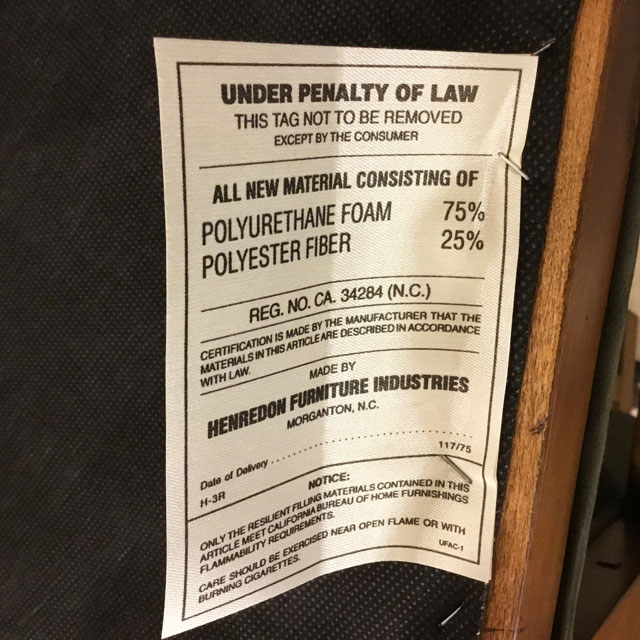 UNDER PENALTY OF LAW
THIS TAG NOT TO BE REMOVED
EXCEPT BY THE CONSUMER
ALL NEW MATERIAL CONSISTING OF
POLYURETHANE FOAM 75%
POLYESTER FIBER 25%
REG. NO. CA. 34284 (N.C.)
CERTIFICATION IS MADE BY THE MANUFACTURER THAT THE
MATERIALS IN THIS ARTICLE ARE DESCRIBED IN ACCORDANCE
WITH LAW.
MADE BY
HENREDON FURNITURE INDUSTRIES
MORGANTON, N.C.
Date of Delivery
117/75
H-3R
NOTICE:
ONLY THE RESILIENT FILLING MATERIALS CONTAINED IN THIS
ARTICLE MEET CALIFORNIA BUREAU OF HOME FURNISHINGS
FLAMMABILITY REQUIREMENTS.
CARE SHOULD BE EXERCISED NEAR OPEN FLAME OR WITH
BURNING CIGARETTES.
UFAC-1